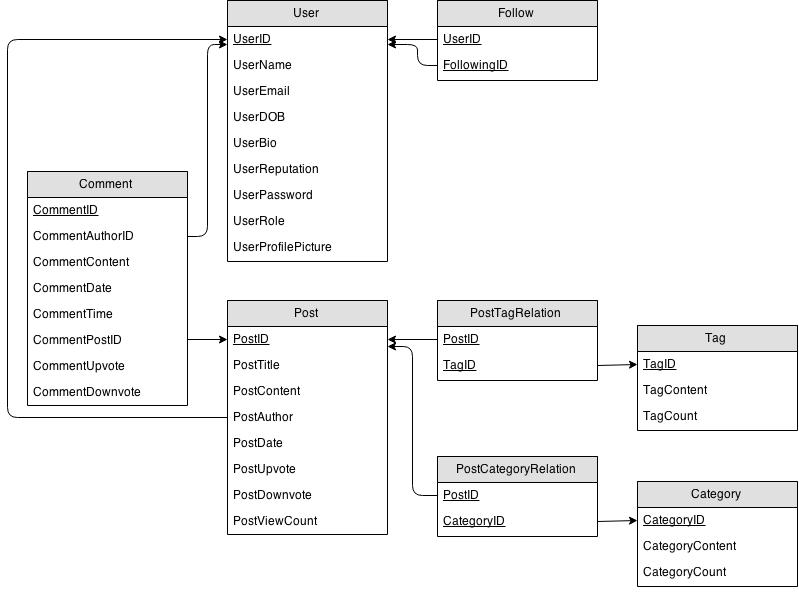 User
UserID
UserName
UserEmail
UserDOB
UserBio
UserReputation
UserPassword
UserRole
UserProfilePicture
Follow
UserID
FollowingID
Comment
CommentID
CommentAuthorID
CommentContent
CommentDate
CommentTime
CommentPostID
CommentUpvote
CommentDownvote
Post
PostID
PostTitle
PostContent
PostAuthor
PostDate
PostUpvote
PostDownvote
PostViewCount
PostTagRelation
PostID
TagID
Tag
TagID
TagContent
TagCount
PostCategoryRelation
PostID
CategoryID
Category
CategoryID
CategoryContent
CategoryCount